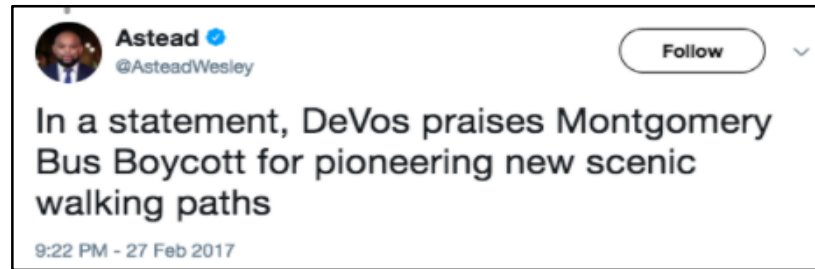 Astead
@AsteadWesley
Follow
In a statement, DeVos praises Montgomery
Bus Boycott for pioneering new scenic
walking paths
9:22 PM - 27 Feb 2017